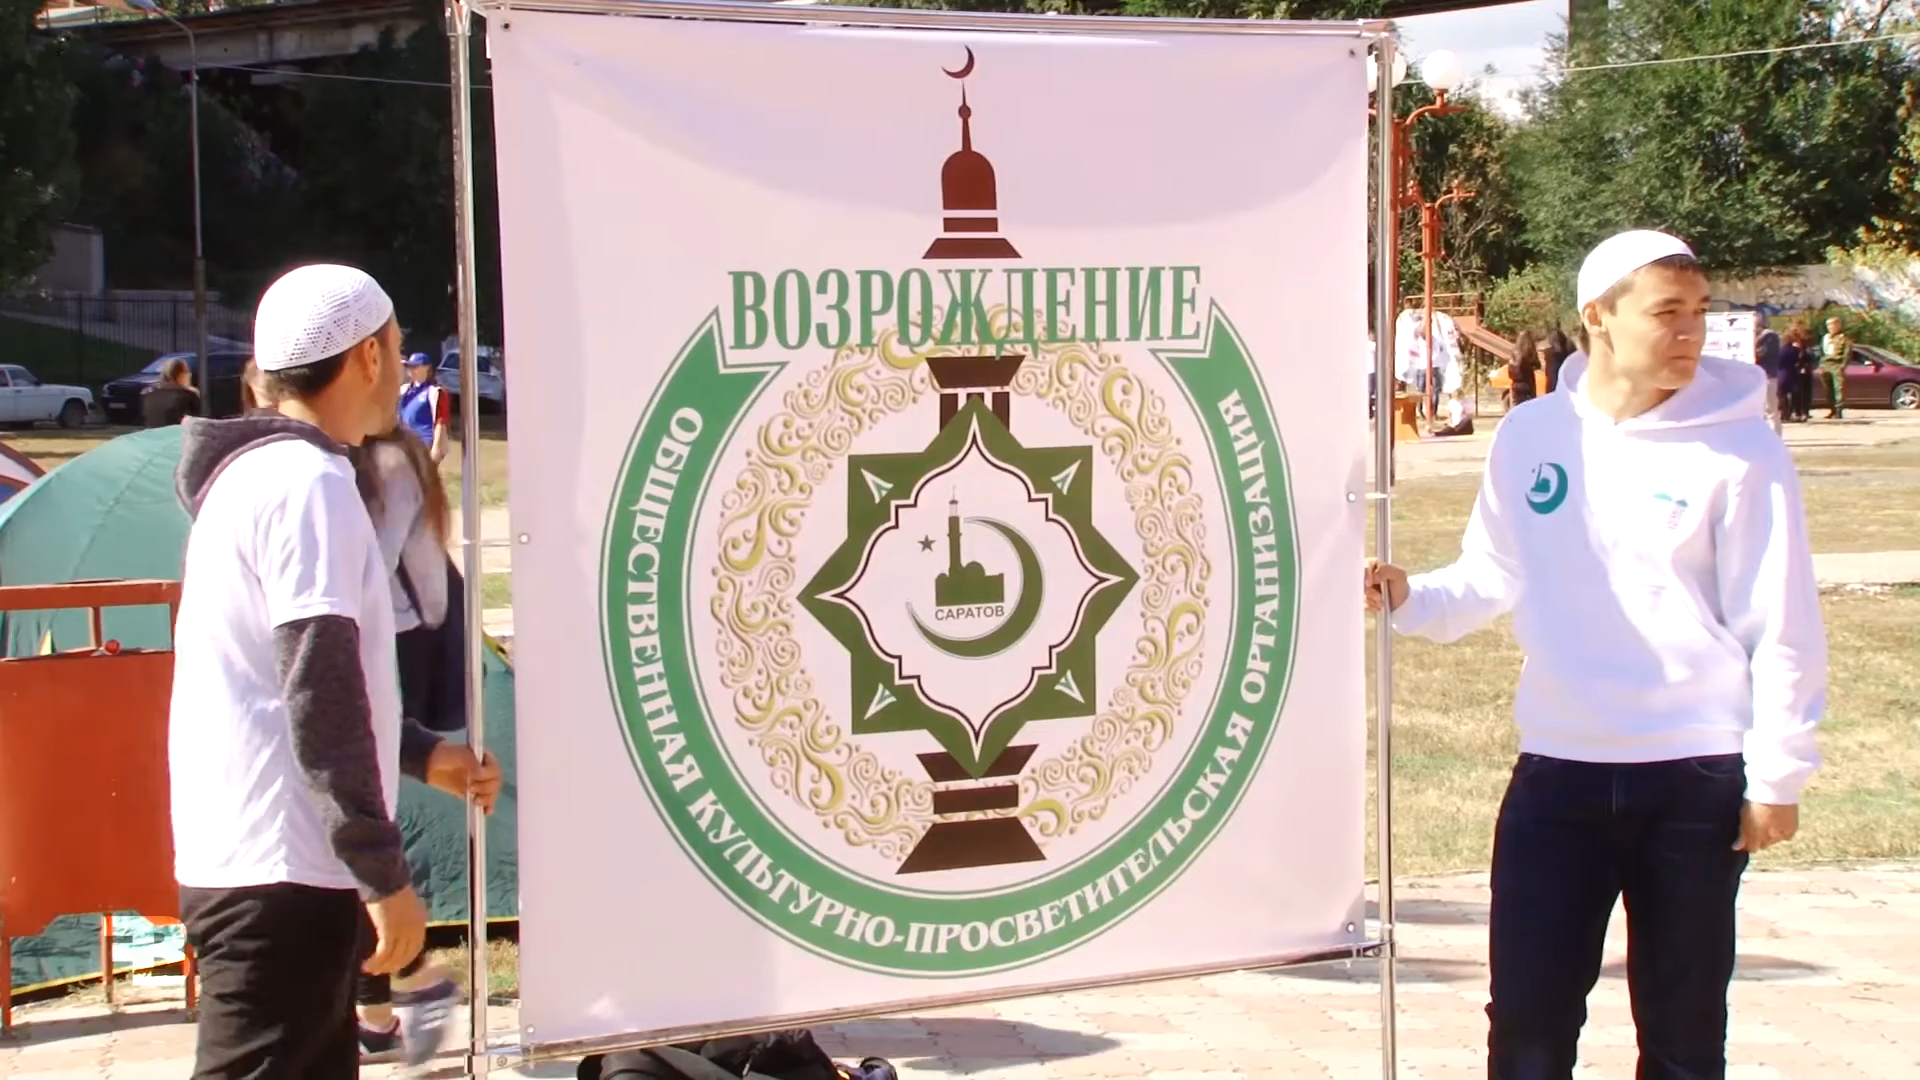 ВОЗРОЖДЕНИЕ
ОБЩЕСТВЕННАЯ КУЛЬТУРНО-ПРОСВЕТИТЕЛЬСКАЯ ОРГАНИЗАЦИЯ
САРАТОВ